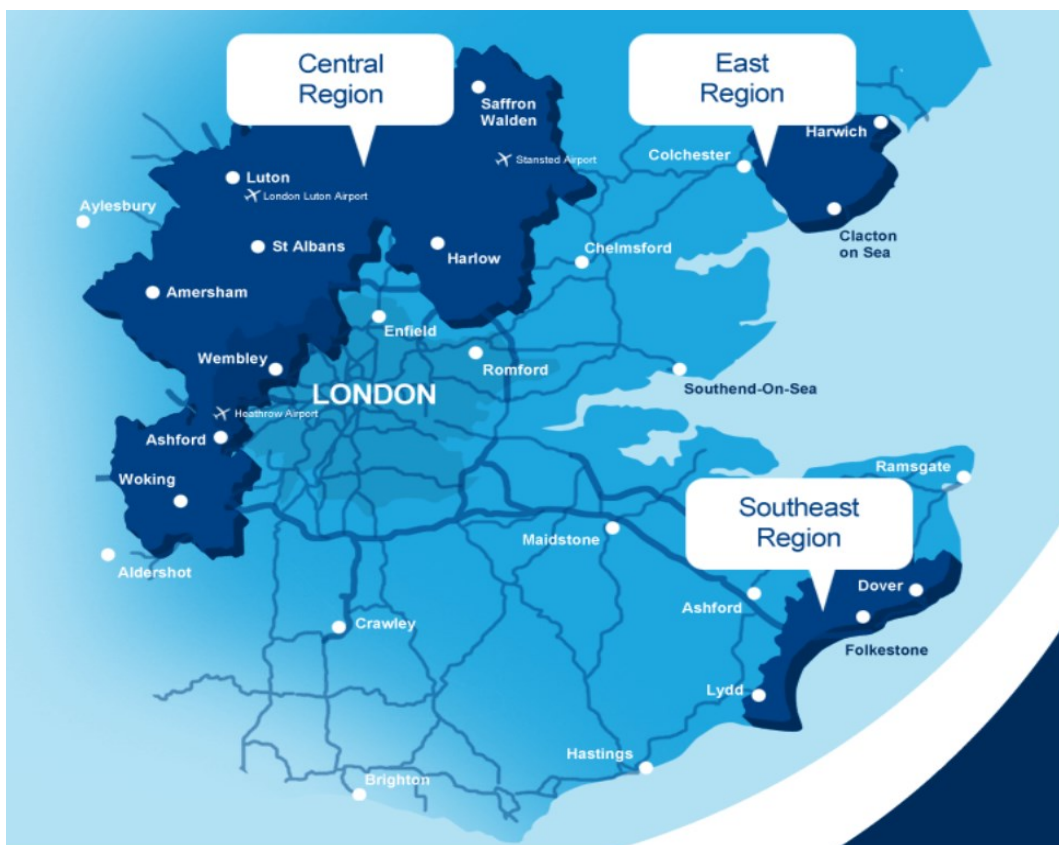 Central
Region
East
Region
Saffron
Walden
Harwich
Stansted Airport
Colchester
Luton
London Luton Airport
Aylesbury
St Albans
Harlow
Chelmsford
Clacton
on Sea
Amersham
Enfield
Wembley
Romford
LONDON
Southend-On-Sea
Heathrow Airport
Ashford
Woking
Ramsgate
Southeast
Region
Maidstone
Aldershot
Dover
Ashford
Crawley
Folkestone
Lydd
Hastings
Brighton